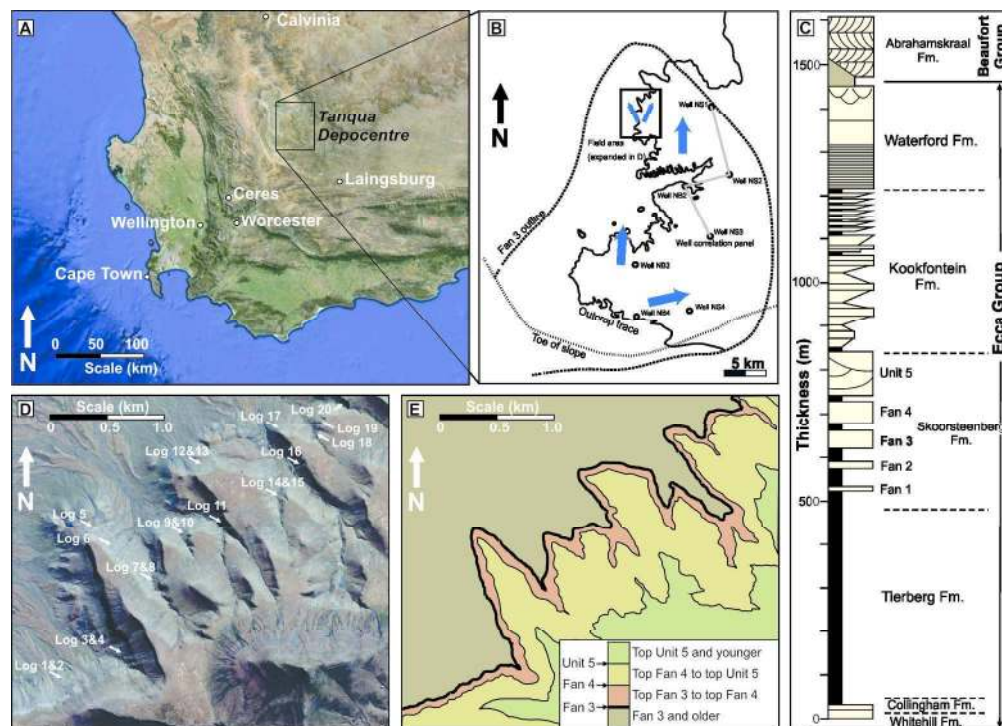 A
Calvinia
Tanqua
Depocentre
Laingsburg
Ceres
Wellington
Worcester
Cape Town
N
0 50 100
Scale (km)
B
N
Well NS1
Field area
(expanded in D)
Well NS2
Well NB2
Fan 3 outline
Well NS3
Well correlation panel
Well NB3
Well NS4
Well NB4
Outcrop trace
Toe of slope
5 km
C
Thickness (m)
1500
1000
500
0
Abrahamskraal
Fm.
Beaufort
Group
Waterford Fm.
Kookfontein
Fm.
Ecca Group
Unit 5
Fan 4
Skoorsteenberg
Fm.
Fan 3
Fan 2
Fan 1
Tierberg Fm.
Collingham Fm.
Whitehill Fm.
D
Scale (km)
0 0.5 1.0
N
Log 20
Log 19
Log 18
Log 17
Log 16
Log 12&13
Log 14&15
Log 11
Log 9&10
Log 5
Log 6
Log 7&8
Log 3&4
Log 1&2
E
Scale (km)
0 0.5 1.0
N
Unit 5
Fan 4
Fan 3
Top Unit 5 and younger
Top Fan 4 to top Unit 5
Top Fan 3 to top Fan 4
Fan 3 and older